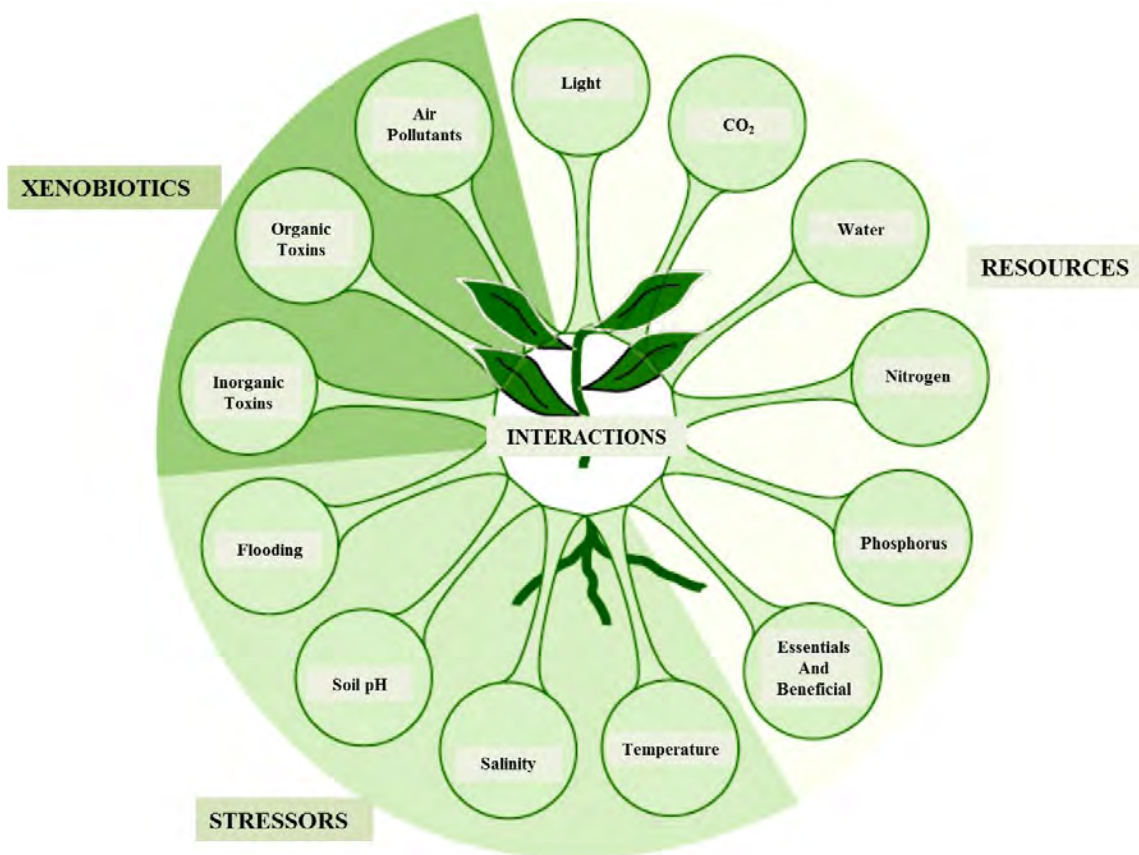 Light
CO₂
Air
Pollutants
XENOBIOTICS
Organic
Toxins
Water
RESOURCES
Inorganic
Toxins
Nitrogen
INTERACTIONS
Flooding
Phosphorus
Soil pH
Essentials
And
Beneficial
Salinity
Temperature
STRESSORS